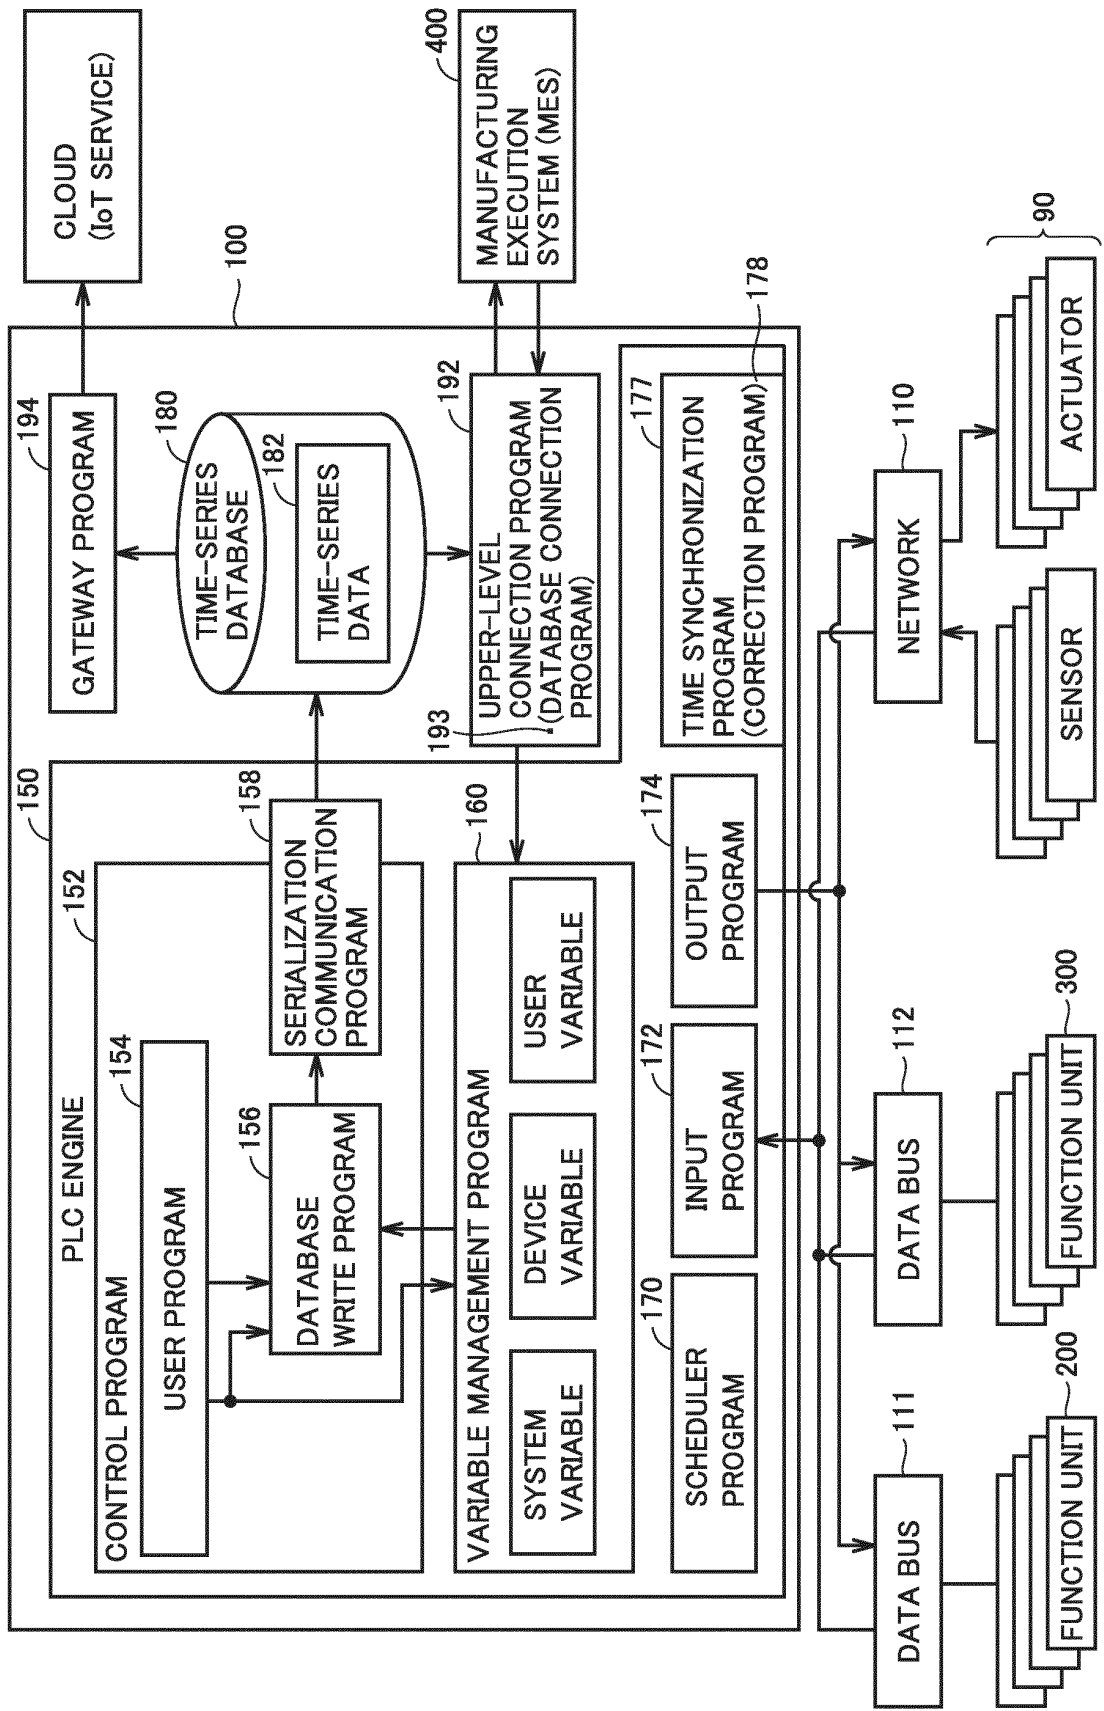 CLOUD
(IoT SERVICE)
400
MANUFACTURING
EXECUTION
SYSTEM (MES)
100
194
GATEWAY PROGRAM
180
TIME-SERIES
DATABASE
182
TIME-SERIES
DATA
192
UPPER-LEVEL
CONNECTION PROGRAM
(DATABASE CONNECTION
PROGRAM)
193
150
PLC ENGINE
152
CONTROL PROGRAM
154
USER PROGRAM
156
DATABASE
WRITE PROGRAM
158
SERIALIZATION
COMMUNICATION
PROGRAM
160
VARIABLE MANAGEMENT PROGRAM
SYSTEM
VARIABLE
DEVICE
VARIABLE
USER
VARIABLE
170
SCHEDULER
PROGRAM
172
INPUT
PROGRAM
174
OUTPUT
PROGRAM
177
178
TIME SYNCHRONIZATION
PROGRAM
(CORRECTION PROGRAM)
111
DATA BUS
112
DATA BUS
110
NETWORK
200
FUNCTION UNIT
300
FUNCTION UNIT
SENSOR
ACTUATOR
90